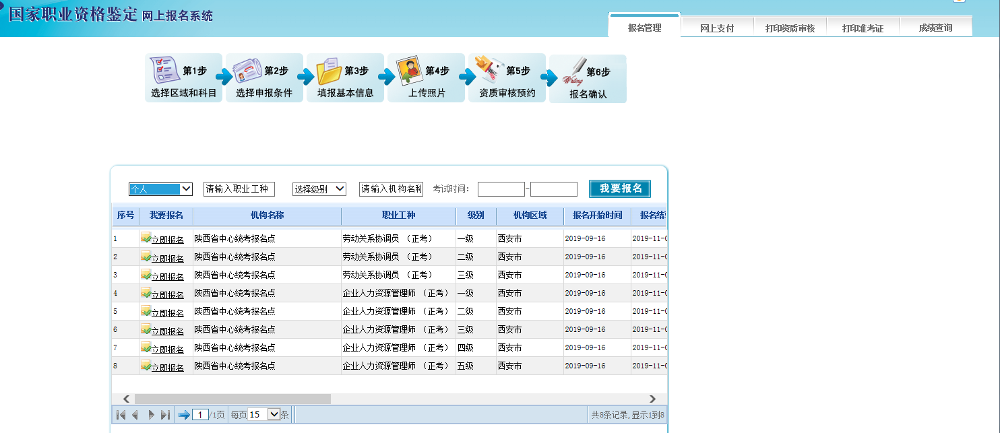 国家职业资格鉴定 网上报名系统
报名管理 网上支付 打印资质审核 打印准考证 成绩查询
第1步 第2步 第3步 第4步 第5步 Writing 第6步
选择区域和科目 选择申报条件 填报基本信息 上传照片 资质审核预约 报名确认
个人 请输入职业工种 选择级别 请输入机构名称 考试时间： - 我要报名
序号 我要报名 机构名称 职业工种 级别 机构区域 报名开始时间 报名结
1 立即报名 陕西省中心统考报名点 劳动关系协调员 （正考） 一级 西安市 2019-09-16 2019-11-0
2 立即报名 陕西省中心统考报名点 劳动关系协调员 （正考） 二级 西安市 2019-09-16 2019-11-0
3 立即报名 陕西省中心统考报名点 劳动关系协调员 （正考） 三级 西安市 2019-09-16 2019-11-0
4 立即报名 陕西省中心统考报名点 企业人力资源管理师 （正考） 一级 西安市 2019-09-16 2019-11-0
5 立即报名 陕西省中心统考报名点 企业人力资源管理师 （正考） 二级 西安市 2019-09-16 2019-11-0
6 立即报名 陕西省中心统考报名点 企业人力资源管理师 （正考） 三级 西安市 2019-09-16 2019-11-0
7 立即报名 陕西省中心统考报名点 企业人力资源管理师 （正考） 四级 西安市 2019-09-16 2019-11-0
8 立即报名 陕西省中心统考报名点 企业人力资源管理师 （正考） 五级 西安市 2019-09-16 2019-11-0
1 /1页 每页 15 条 共8条记录,显示1到8